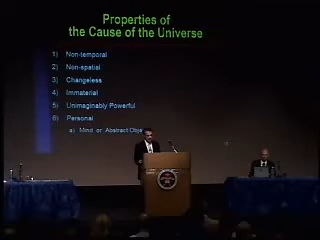 Properties of
the Cause of the Universe
1) Non-temporal
2) Non-spatial
3) Changeless
4) Immaterial
5) Unimaginably Powerful
6) Personal
a) Mind or Abstract Obje